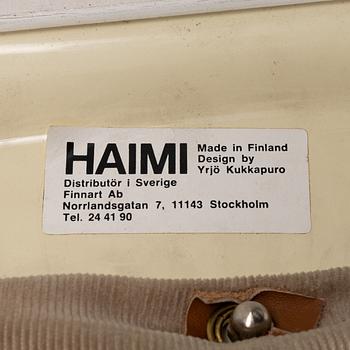 HAIMI
Made in Finland
Design by
Yrjö Kukkapuro
Distributör i Sverige
Finnart Ab
Norrlandsgatan 7, 11143 Stockholm
Tel. 24 41 90